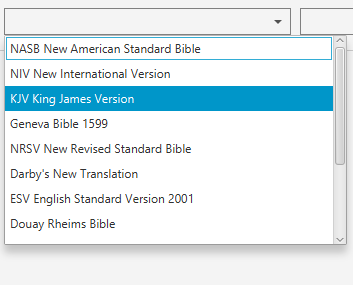 NASB New American Standard Bible
NIV New International Version
KJV King James Version
Geneva Bible 1599
NRSV New Revised Standard Bible
Darby's New Translation
ESV English Standard Version 2001
Douay Rheims Bible